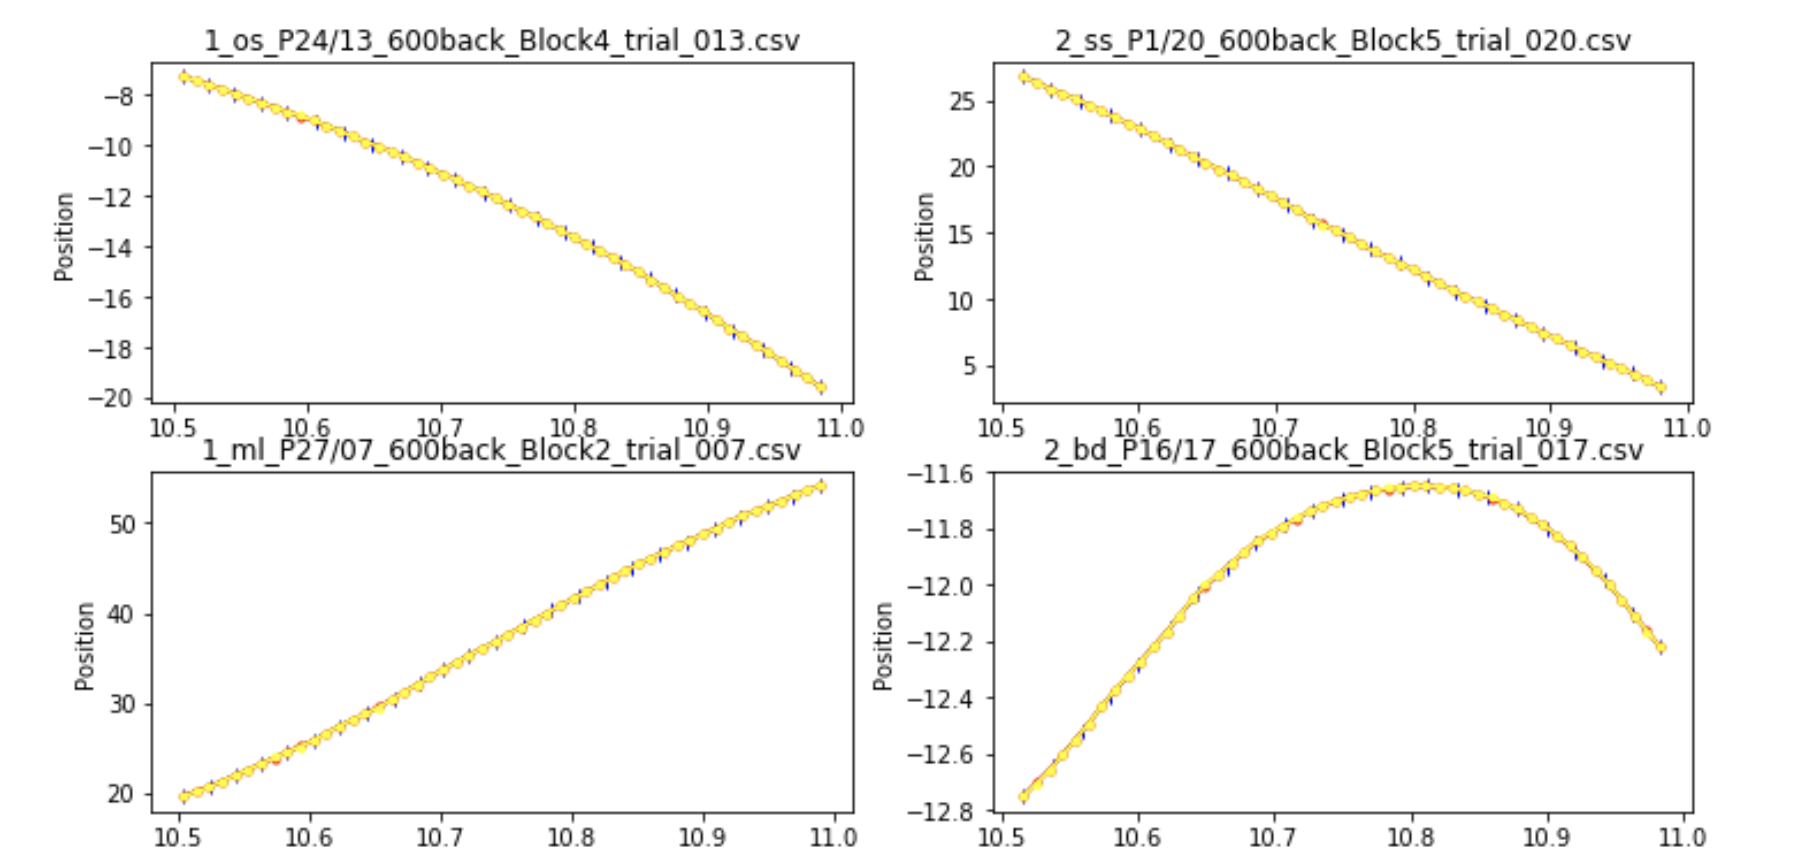 1_os_P24/13_600back_Block4_trial_013.csv
−8
−10
−12
−14
−16
−18
−20
Position
10.5 10.6 10.7 10.8 10.9 11.0
2_ss_P1/20_600back_Block5_trial_020.csv
25
20
15
10
5
Position
10.5 10.6 10.7 10.8 10.9 11.0
1_ml_P27/07_600back_Block2_trial_007.csv
50
40
30
20
Position
10.5 10.6 10.7 10.8 10.9 11.0
2_bd_P16/17_600back_Block5_trial_017.csv
−11.6
−11.8
−12.0
−12.2
−12.4
−12.6
−12.8
Position
10.5 10.6 10.7 10.8 10.9 11.0